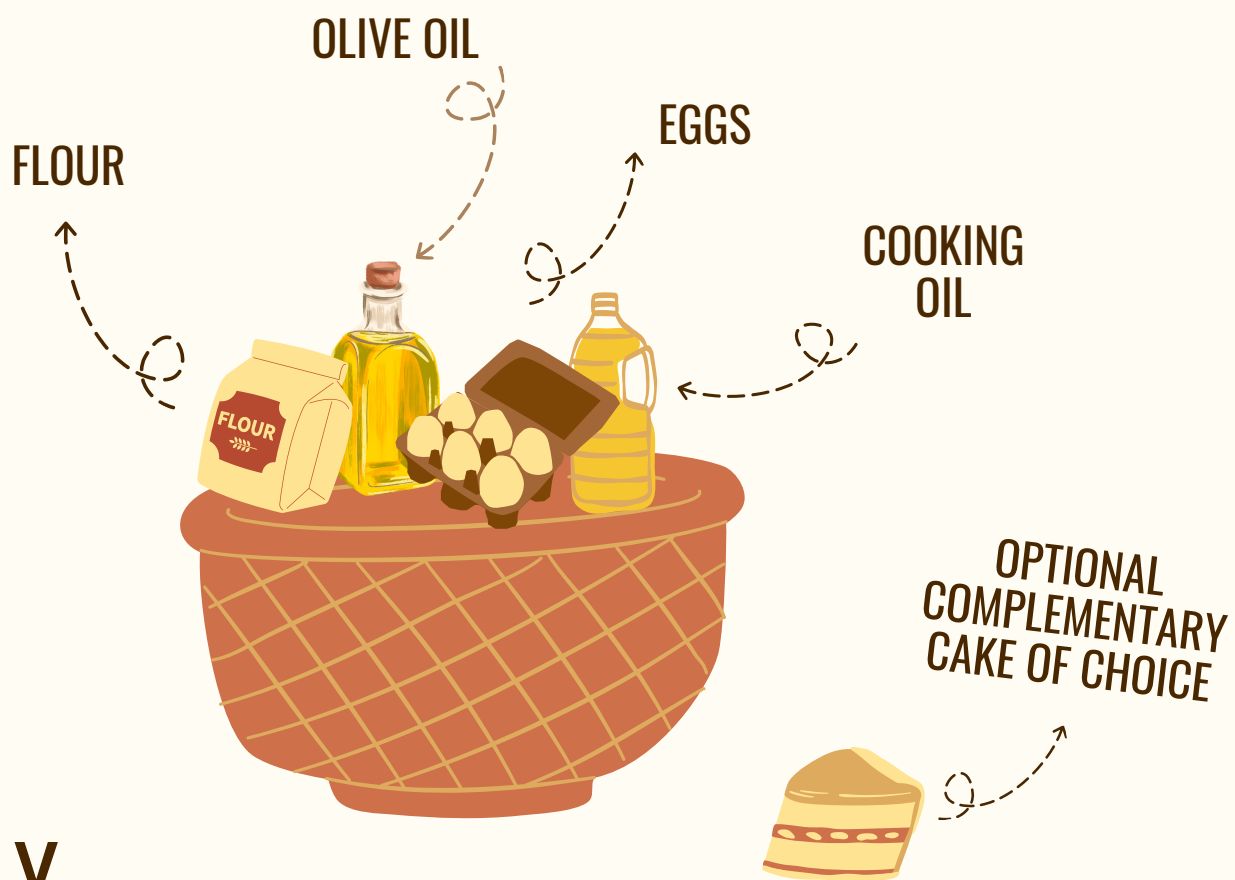 OLIVE OIL
EGGS
FLOUR
COOKING
OIL
FLOUR
OPTIONAL
COMPLEMENTARY
CAKE OF CHOICE
V